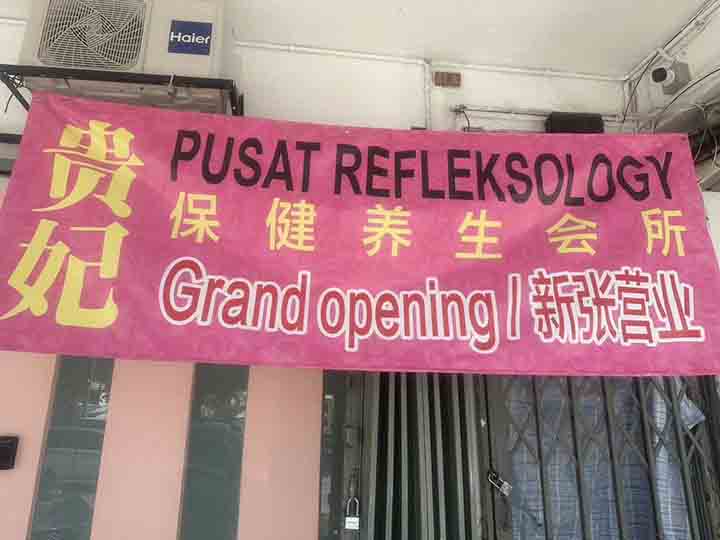 Haier
贵妃
PUSAT REFLEKSOLOGY
保健养生会所
Grand opening / 新张营业